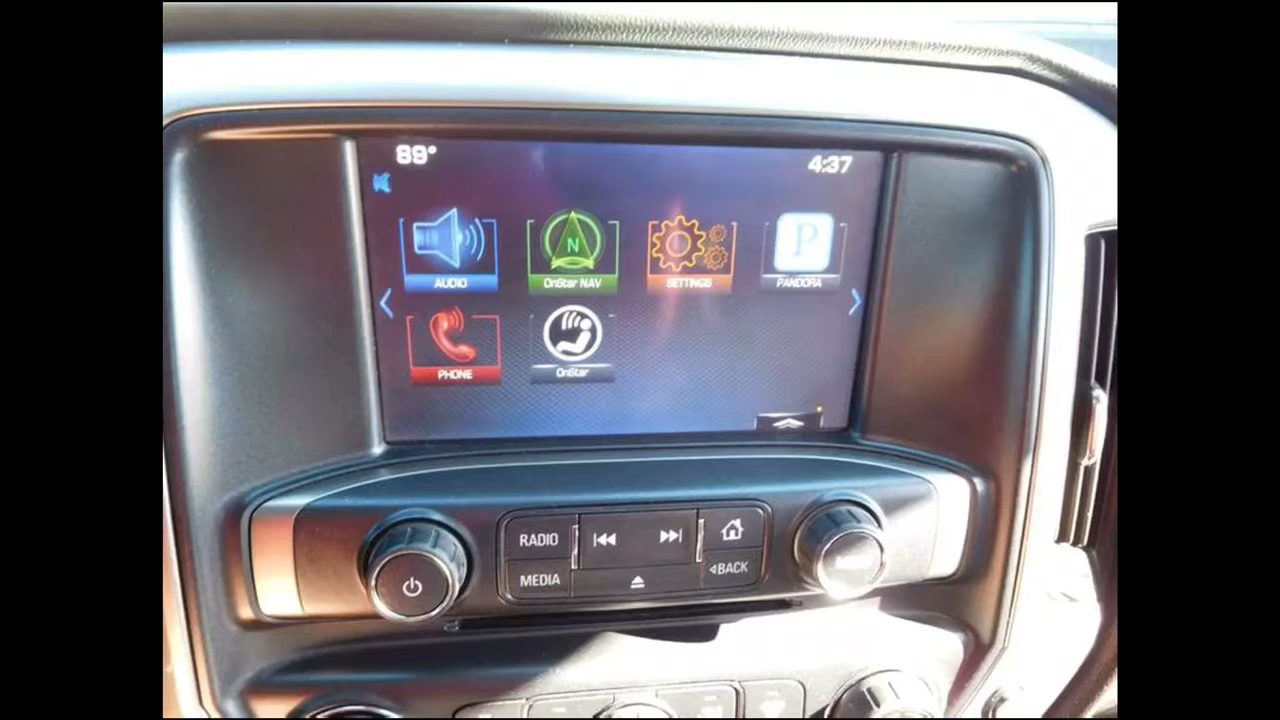 89°
4:37
AUDIO
N
OnStar NAV
SETTINGS
P
PANDORA
PHONE
OnStar
RADIO
MEDIA
BACK